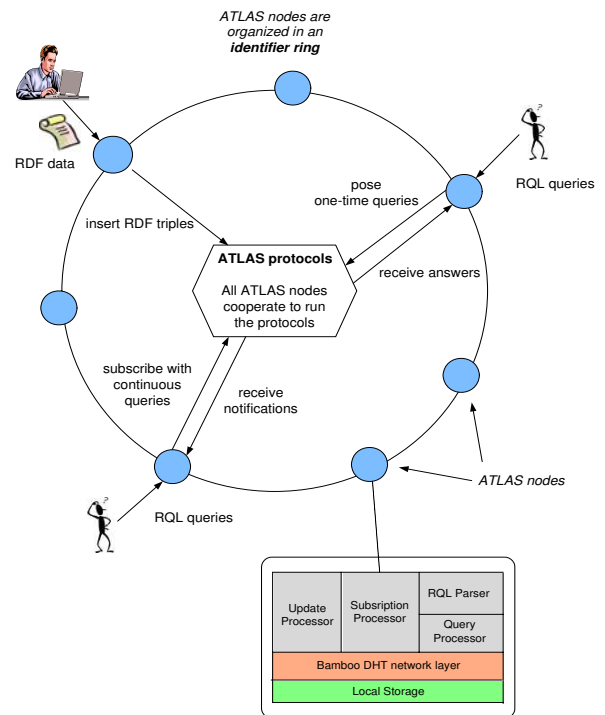 ATLAS nodes are
organized in an
identifier ring
RDF data
RQL queries
pose
one-time queries
insert RDF triples
ATLAS protocols
All ATLAS nodes
cooperate to run
the protocols
receive answers
subscribe with
continuous
queries
receive
notifications
ATLAS nodes
RQL queries
Update
Processor
Subsription
Processor
RQL Parser
Query
Processor
Bamboo DHT network layer
Local Storage